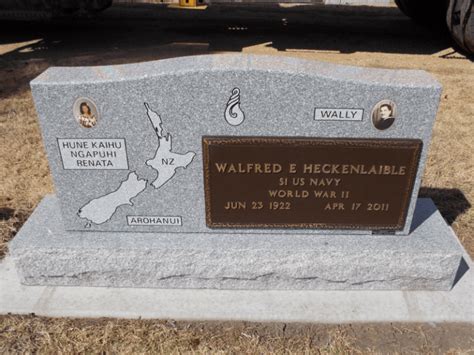 HUNE KAIHU
NGAPUHI
RENATA
NZ
AROHANUI
WALLY
WALFRED E HECKENLAIBLE
S1 US NAVY
WORLD WAR II
JUN 23 1922 APR 17 2011